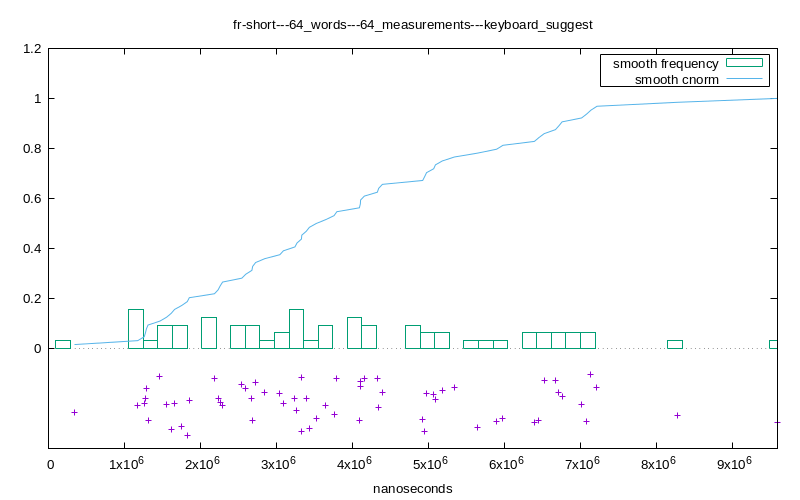 fr-short---64_words---64_measurements---keyboard_suggest
smooth frequency
smooth cnorm
1.2
1
0.8
0.6
0.4
0.2
0
0 1x10^6 2x10^6 3x10^6 4x10^6 5x10^6 6x10^6 7x10^6 8x10^6 9x10^6
nanoseconds